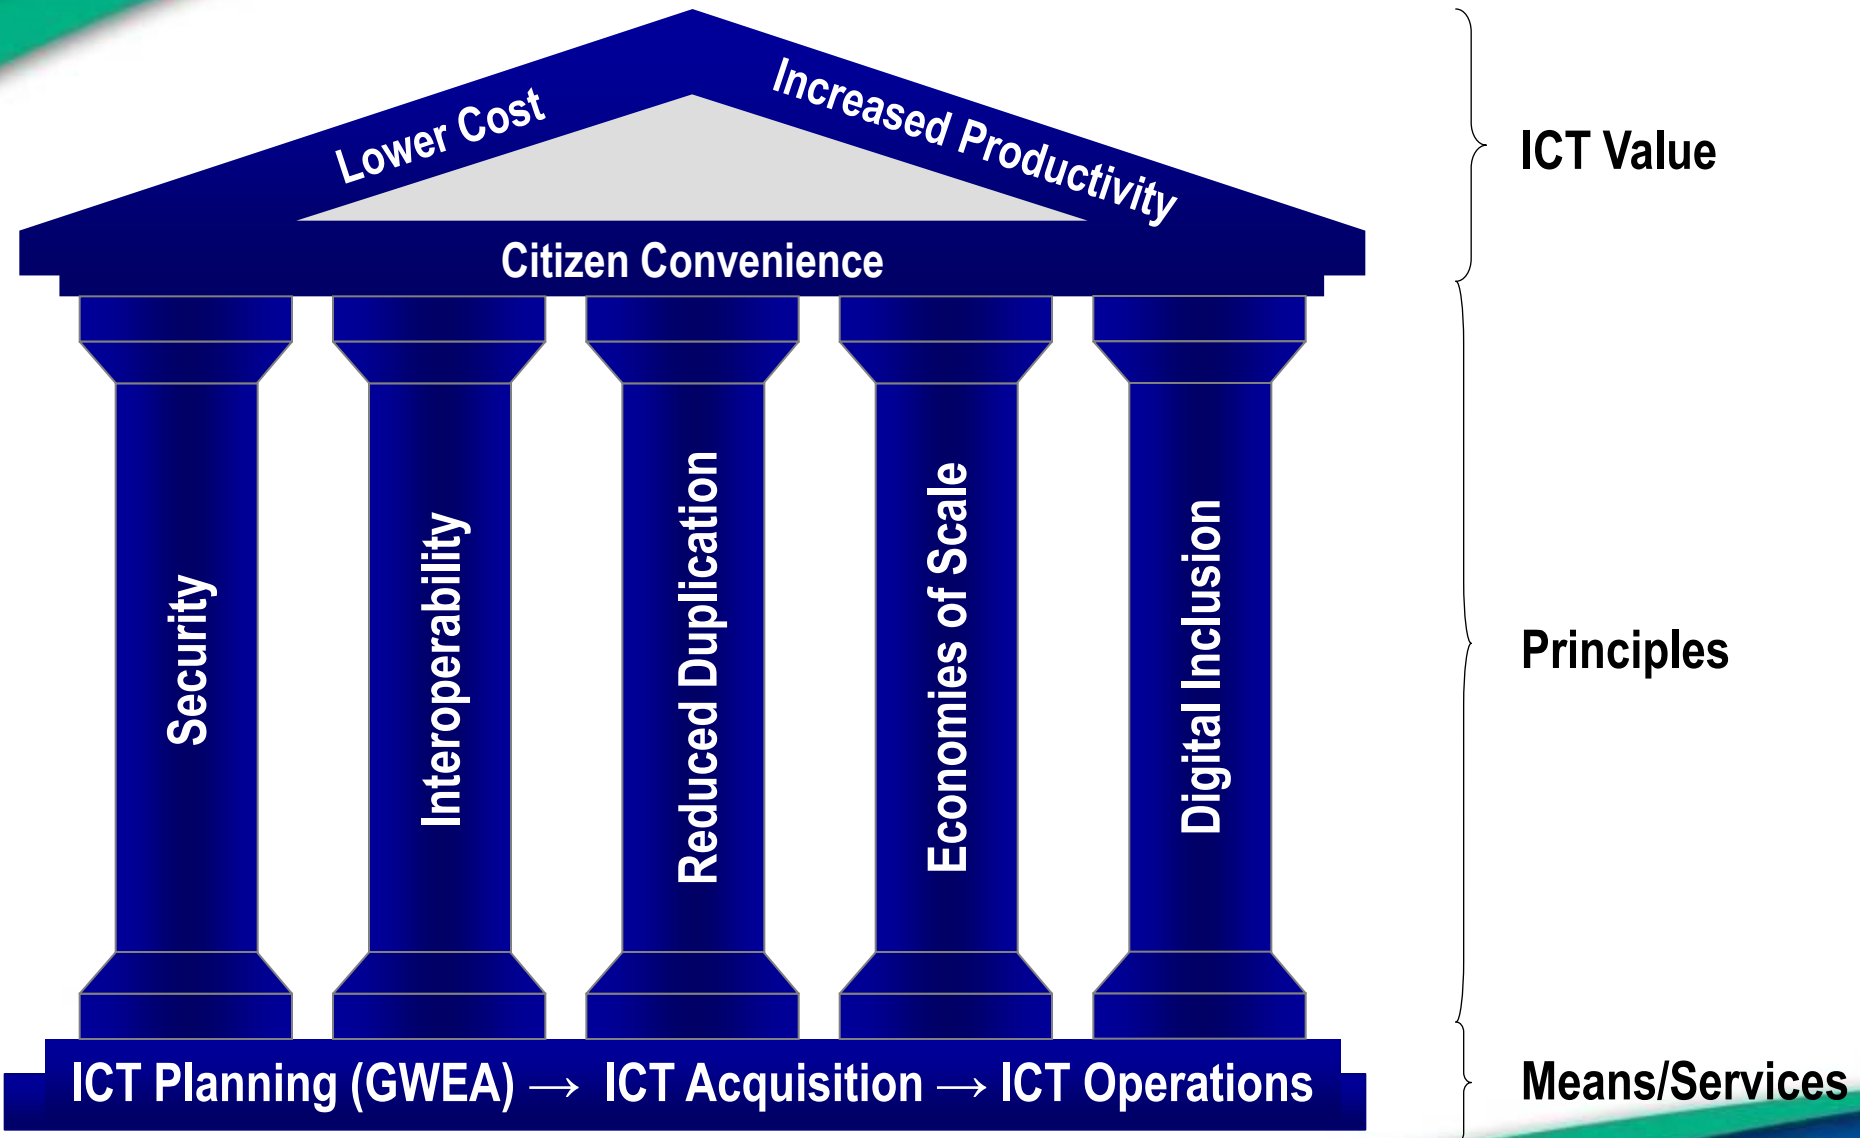 Lower Cost
Increased Productivity
ICT Value
Citizen Convenience
Security
Interoperability
Reduced Duplication
Economies of Scale
Digital Inclusion
Principles
ICT Planning (GWEA) → ICT Acquisition → ICT Operations
Means/Services